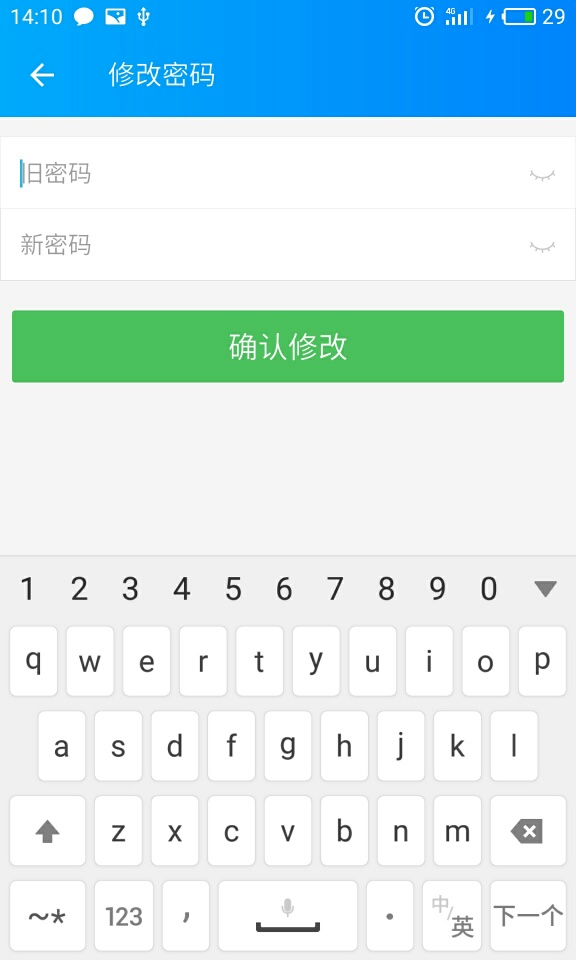 14:10 4G 29
修改密码
旧密码
新密码
确认修改
1 2 3 4 5 6 7 8 9 0
q w e r t y u i o p
a s d f g h j k l
z x c v b n m
~* 123 , . 中/英 下一个